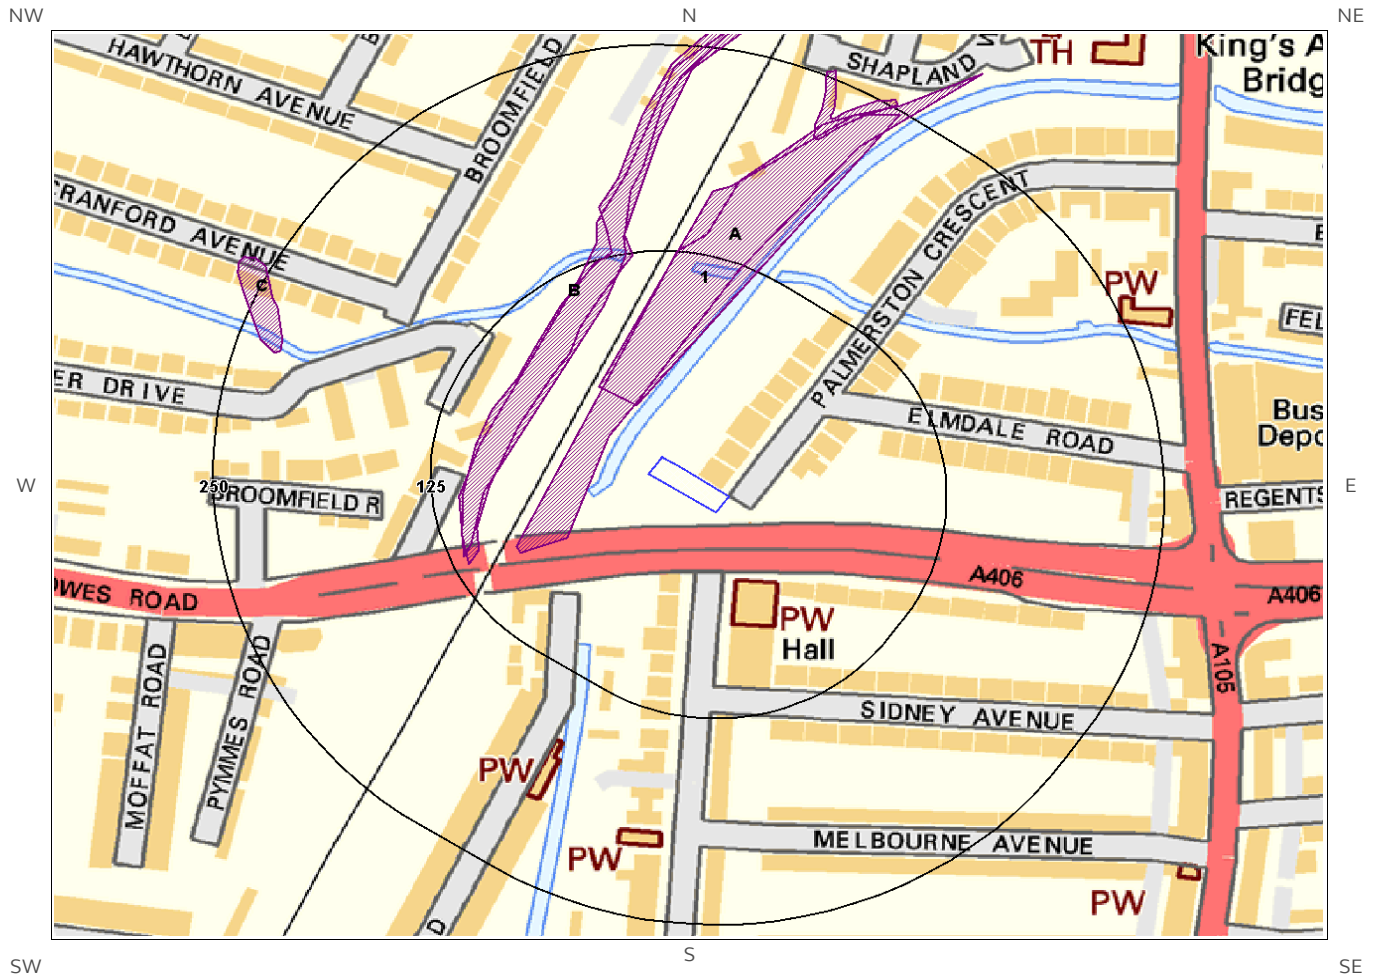 NW
N
NE
HAWTHORN AVENUE
BROOMFIELD
SHAPLAND
TH
King's A
Bridg
CRANFORD AVENUE
C
B
A
1
PALMERSTON CRESCENT
PW
FEL
ER DRIVE
ELMDALE ROAD
Bus
Depo
W
250
BROOMFIELD R
125
REGENTS
E
OWES ROAD
A406
A406
PW
Hall
A105
MOFFAT ROAD
PYMMES ROAD
SIDNEY AVENUE
PW
MELBOURNE AVENUE
PW
PW
D
SW
S
SE